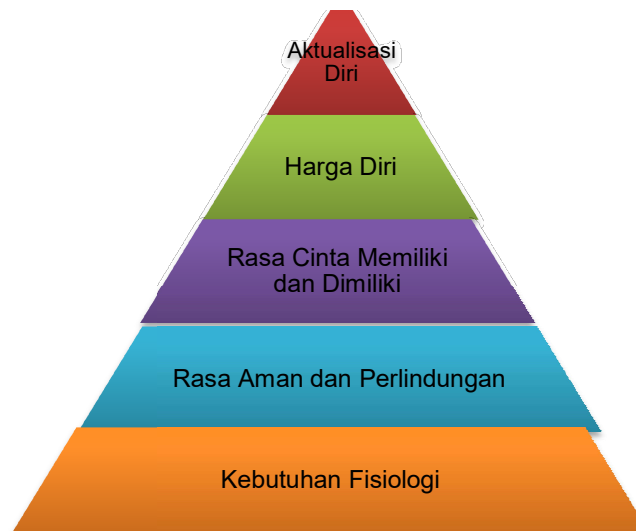 Aktualisasi
Diri
Harga Diri
Rasa Cinta Memiliki
dan Dimiliki
Rasa Aman dan Perlindungan
Kebutuhan Fisiologi